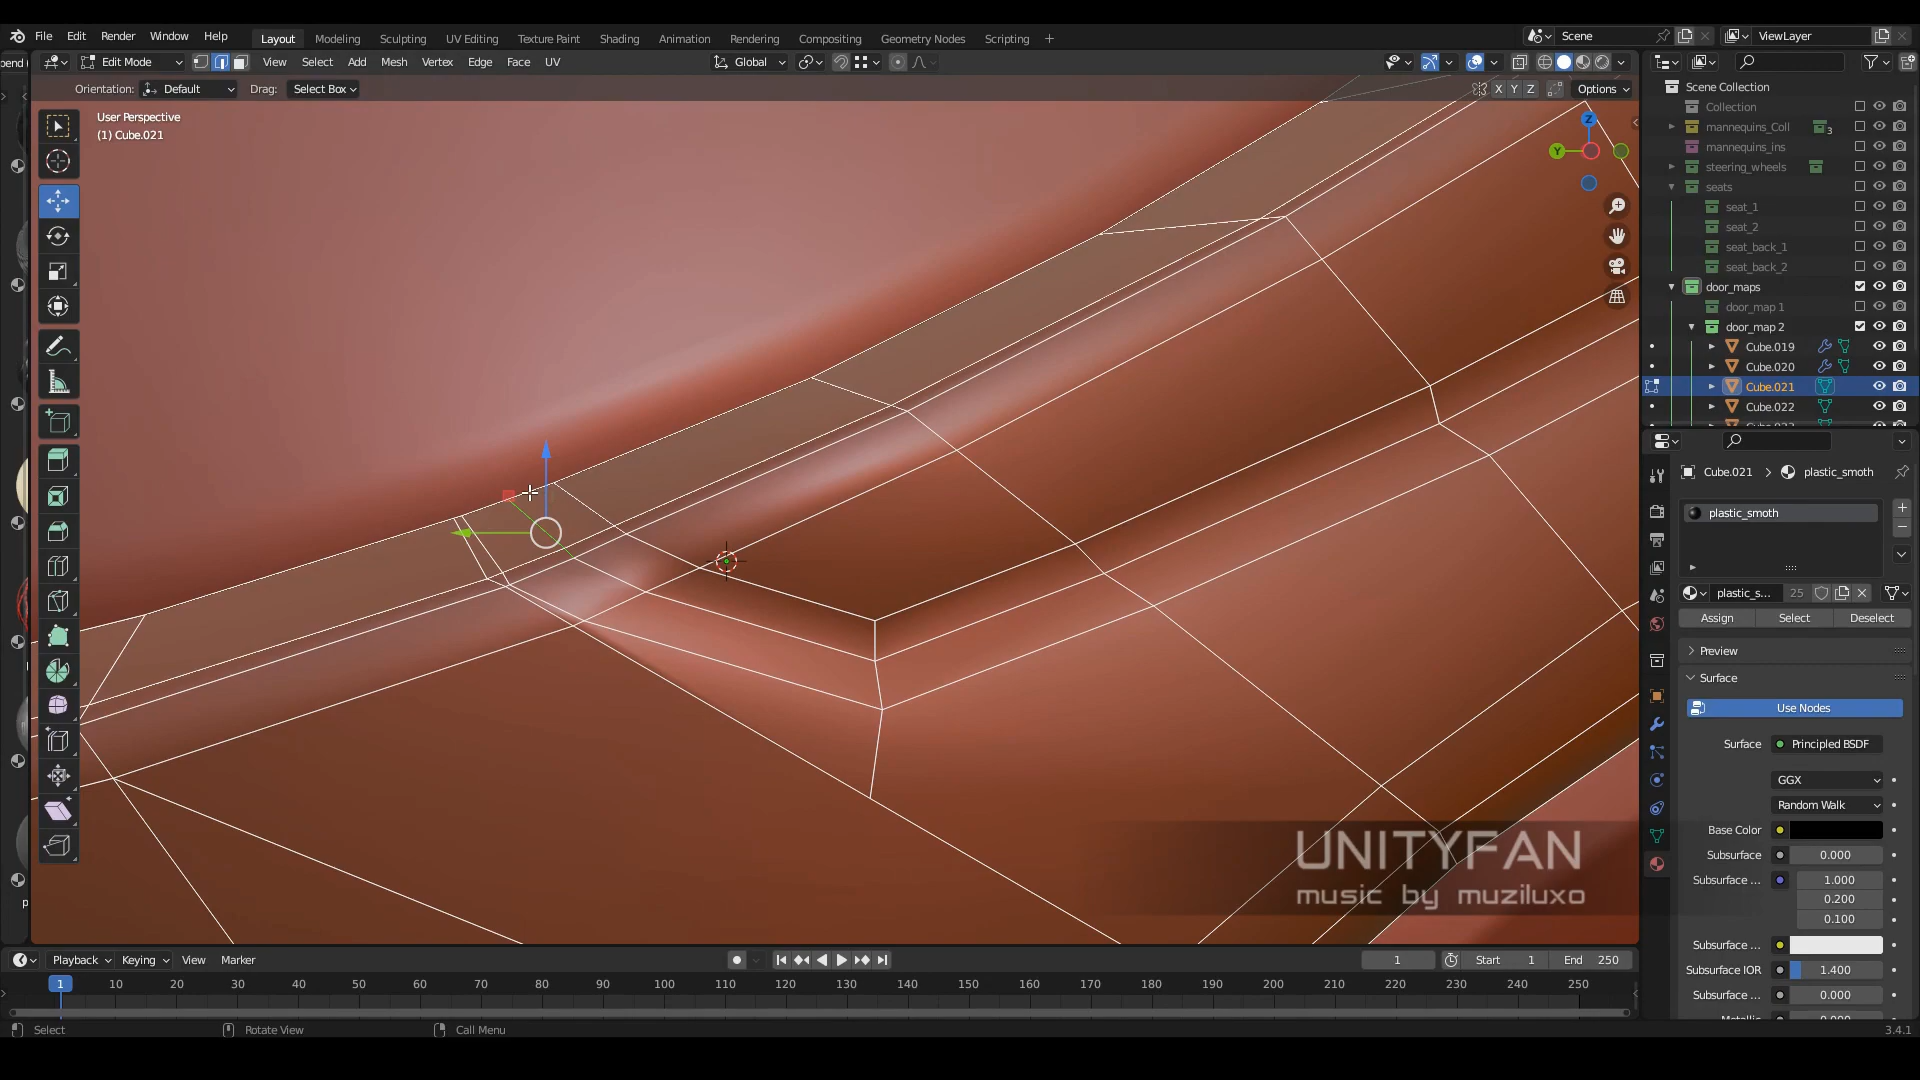 File Edit Render Window Help Layout Modeling Sculpting UV Editing Texture Paint Shading Animation Rendering Compositing Geometry Nodes Scripting + Scene ViewLayer
Edit Mode View Select Add Mesh Vertex Edge Face UV Global
Orientation: Default Drag: Select Box X Y Z Options
User Perspective
(1) Cube.021
Z
Y
Scene Collection
Collection
mannequins_Coll 3
mannequins_ins
steering_wheels
seats
seat_1
seat_2
seat_back_1
seat_back_2
door_maps
door_map 1
door_map 2
Cube.019
Cube.020
Cube.021
Cube.022
Cube.021 > plastic_smoth
plastic_smoth
plastic_s... 25
Assign Select Deselect
Preview
Surface
Use Nodes
Surface Principled BSDF
GGX
Random Walk
Base Color
Subsurface 0.000
Subsurface ... 1.000
0.200
0.100
Subsurface ...
Subsurface IOR 1.400
Subsurface ... 0.000
UNITYFAN
music by muziluxo
Playback Keying View Marker 1 Start 1 End 250
1 10 20 30 40 50 60 70 80 90 100 110 120 130 140 150 160 170 180 190 200 210 220 230 240 250
Select Rotate View Call Menu 3.4.1